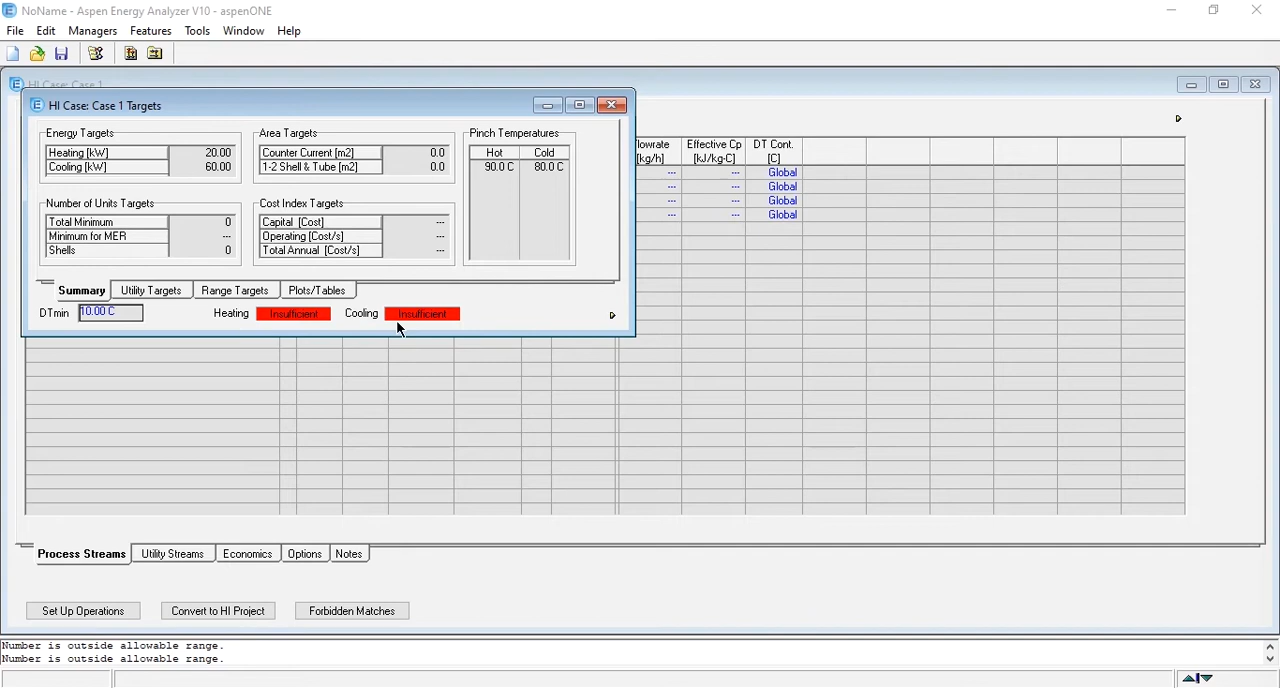 NoName - Aspen Energy Analyzer V10 - aspenONE
File Edit Managers Features Tools Window Help
HI Case: Case 1
HI Case: Case 1 Targets
Energy Targets
Heating [kW] 20.00
Cooling [kW] 60.00
Area Targets
Counter Current [m2] 0.0
1-2 Shell & Tube [m2] 0.0
Pinch Temperatures
Hot Cold
90.0 C 80.0 C
Number of Units Targets
Total Minimum 0
Minimum for MER ---
Shells 0
Cost Index Targets
Capital [Cost] ---
Operating [Cost/s] ---
Total Annual [Cost/s] ---
Summary Utility Targets Range Targets Plots/Tables
DTmin 10.00 C Heating Insufficient Cooling Insufficient
lowrate Effective Cp DT Cont.
[kg/h] [kJ/kg-C] [C]
--- --- Global
--- --- Global
--- --- Global
--- --- Global
Process Streams Utility Streams Economics Options Notes
Set Up Operations Convert to HI Project Forbidden Matches
Number is outside allowable range.
Number is outside allowable range.